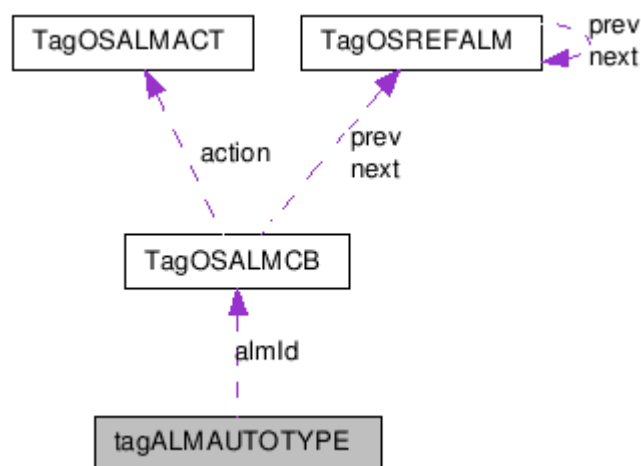 TagOSALMACT
TagOSREFALM
prev
next
action
prev
next
TagOSALMCB
almId
tagALMAUTOTYPE